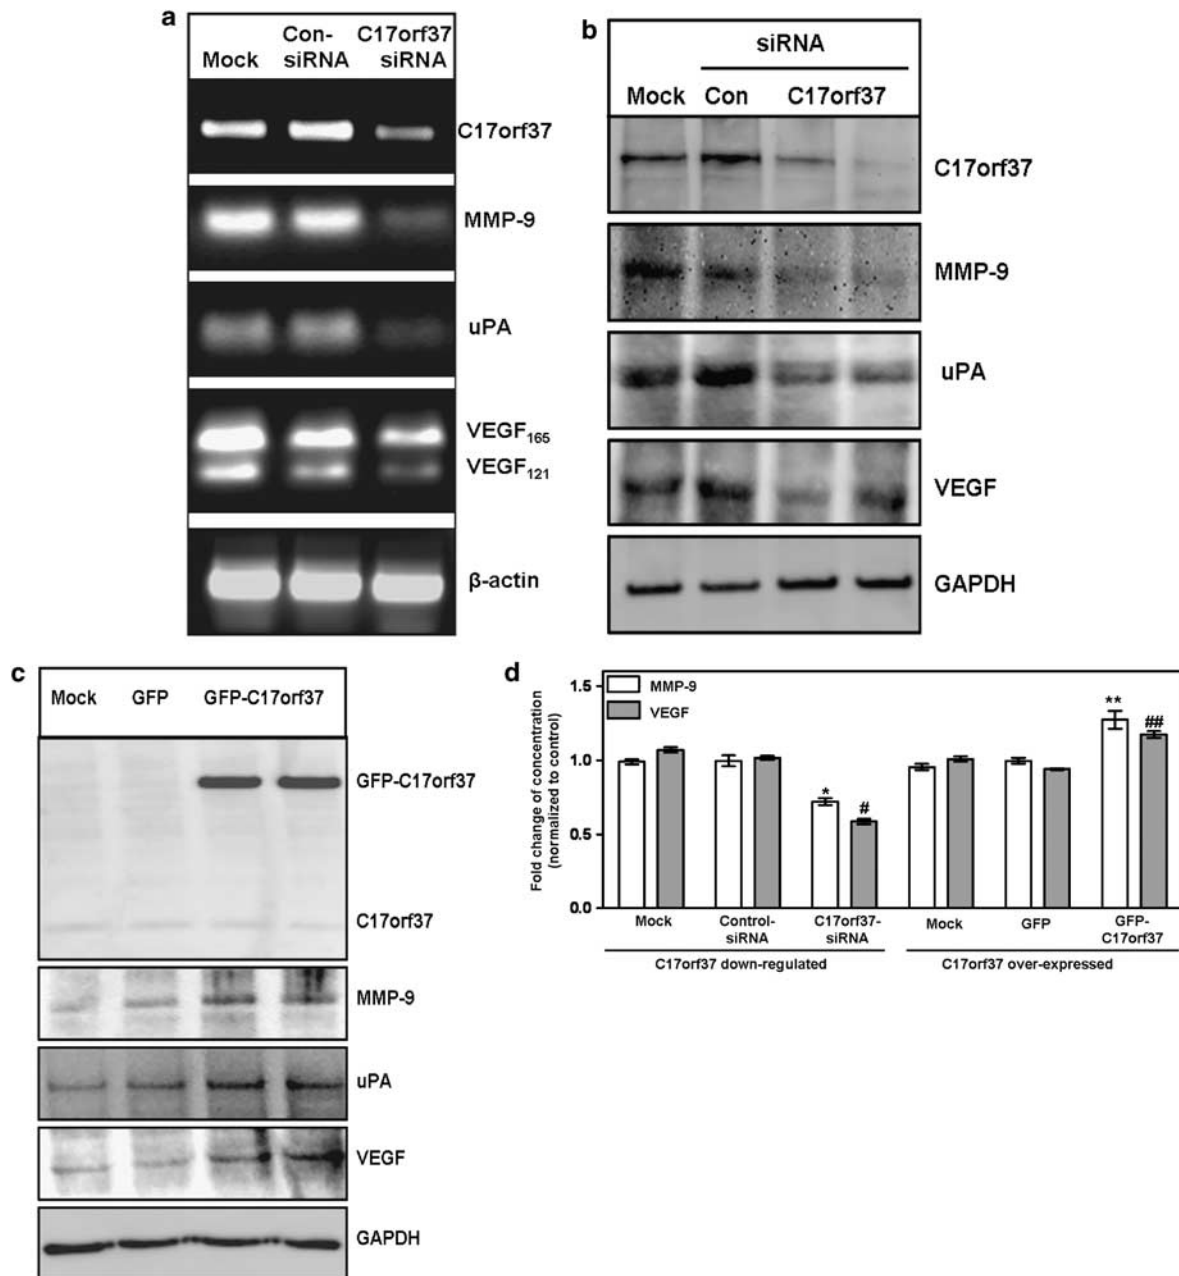 a
Mock
Con-
siRNA
C17orf37
siRNA
C17orf37
MMP-9
uPA
VEGF165
VEGF121
β-actin
b
siRNA
Mock Con C17orf37
C17orf37
MMP-9
uPA
VEGF
GAPDH
c
Mock GFP GFP-C17orf37
GFP-C17orf37
C17orf37
MMP-9
uPA
VEGF
GAPDH
d
Fold change of concentration
(normalized to control)
1.5
1.0
0.5
0.0
MMP-9
VEGF
*
#
**
##
Mock
Control-
siRNA
C17orf37-
siRNA
Mock
GFP
GFP-
C17orf37
C17orf37 down-regulated
C17orf37 over-expressed